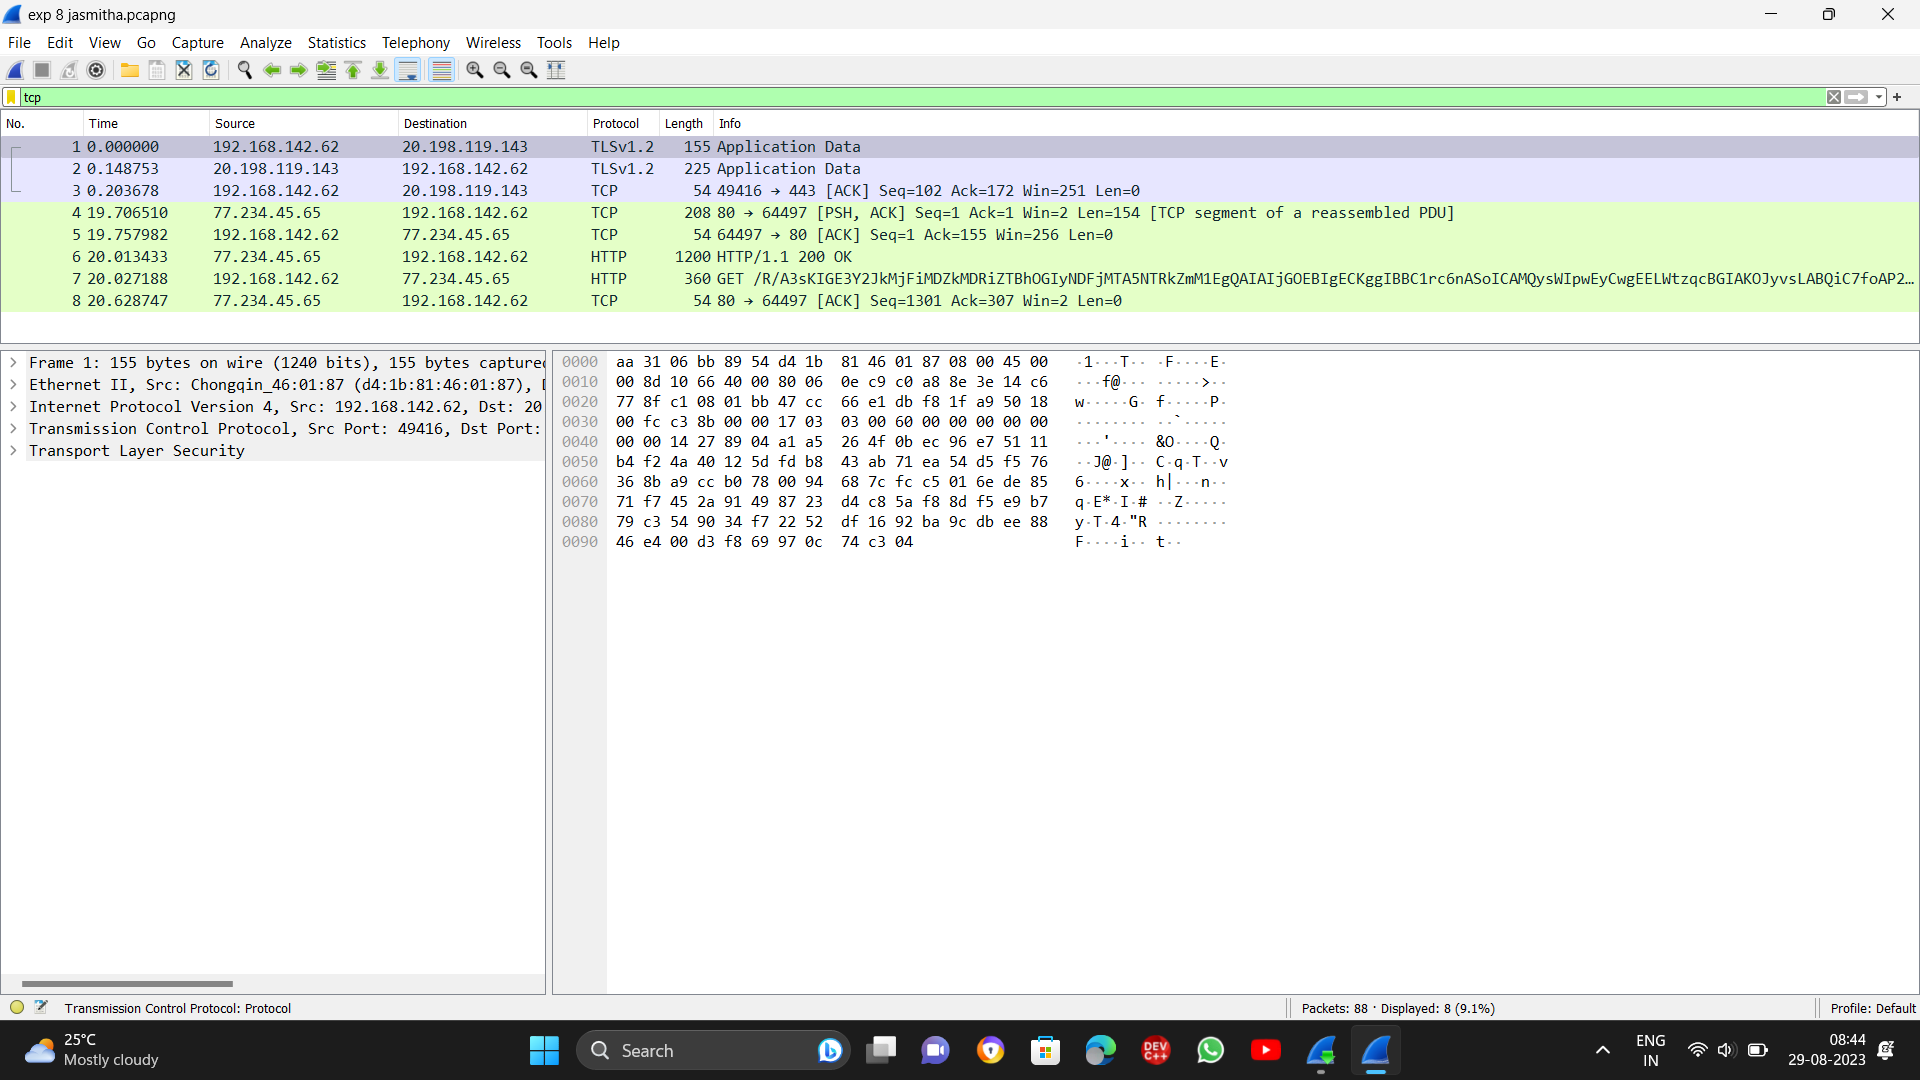 exp 8 jasmitha.pcapng
File Edit View Go Capture Analyze Statistics Telephony Wireless Tools Help
tcp
No. Time Source Destination Protocol Length Info
1 0.000000 192.168.142.62 20.198.119.143 TLSv1.2 155 Application Data
2 0.148753 20.198.119.143 192.168.142.62 TLSv1.2 225 Application Data
3 0.203678 192.168.142.62 20.198.119.143 TCP 54 49416 → 443 [ACK] Seq=102 Ack=172 Win=251 Len=0
4 19.706510 77.234.45.65 192.168.142.62 TCP 208 80 → 64497 [PSH, ACK] Seq=1 Ack=1 Win=2 Len=154 [TCP segment of a reassembled PDU]
5 19.757982 192.168.142.62 77.234.45.65 TCP 54 64497 → 80 [ACK] Seq=1 Ack=155 Win=256 Len=0
6 20.013433 77.234.45.65 192.168.142.62 HTTP 1200 HTTP/1.1 200 OK
7 20.027188 192.168.142.62 77.234.45.65 HTTP 360 GET /R/A3sKIGE3Y2JkMjFiMDZkMDRiZTBhOGIyNDFjMTA5NTRkZmM1EgQAIAIjGOEBIgECKggIBBC1rc6nASoICAMQysWIpwEyCwgEELWtzqcBGIAKOJyvsLABQiC7foAP2...
8 20.628747 77.234.45.65 192.168.142.62 TCP 54 80 → 64497 [ACK] Seq=1301 Ack=307 Win=2 Len=0
Frame 1: 155 bytes on wire (1240 bits), 155 bytes captured
Ethernet II, Src: Chongqin_46:01:87 (d4:1b:81:46:01:87), D
Internet Protocol Version 4, Src: 192.168.142.62, Dst: 20
Transmission Control Protocol, Src Port: 49416, Dst Port:
Transport Layer Security
0000 aa 31 06 bb 89 54 d4 1b 81 46 01 87 08 00 45 00 ·1···T·· ·F····E·
0010 00 8d 10 66 40 00 80 06 0e c9 c0 a8 8e 3e 14 c6 ···f@··· ·····>··
0020 77 8f c1 08 01 bb 47 cc 66 e1 db f8 1f a9 50 18 w·····G· f·····P·
0030 00 fc c3 8b 00 00 17 03 03 00 60 00 00 00 00 00 ········ ··`·····
0040 00 00 14 27 89 04 a1 a5 26 4f 0b ec 96 e7 51 11 ···'···· &O····Q·
0050 b4 f2 4a 40 12 5d fd b8 43 ab 71 ea 54 d5 f5 76 ··J@·]·· C·q·T··v
0060 36 8b a9 cc b0 78 00 94 68 7c fc c5 01 6e de 85 6····x·· h|···n··
0070 71 f7 45 2a 91 49 87 23 d4 c8 5a f8 8d f5 e9 b7 q·E*·I·# ··Z·····
0080 79 c3 54 90 34 f7 22 52 df 16 92 ba 9c db ee 88 y·T·4·"R ········
0090 46 e4 00 d3 f8 69 97 0c 74 c3 04 F····i·· t··
Transmission Control Protocol: Protocol
Packets: 88 · Displayed: 8 (9.1%)
Profile: Default
25°C
Mostly cloudy
Search
DEV
C++
ENG
IN
08:44
29-08-2023